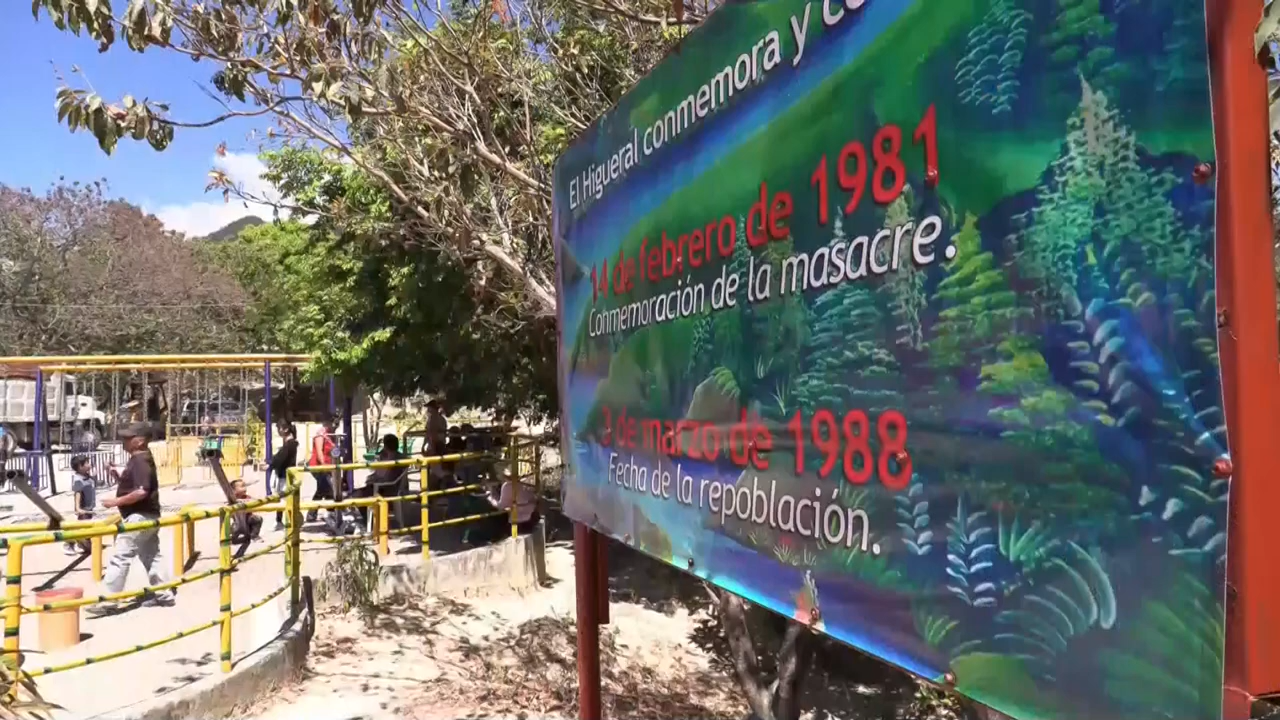 El Higueral conmemora y
14 de febrero de 1981
Conmemoración de la masacre.
3 de marzo de 1988
Fecha de la repoblación.